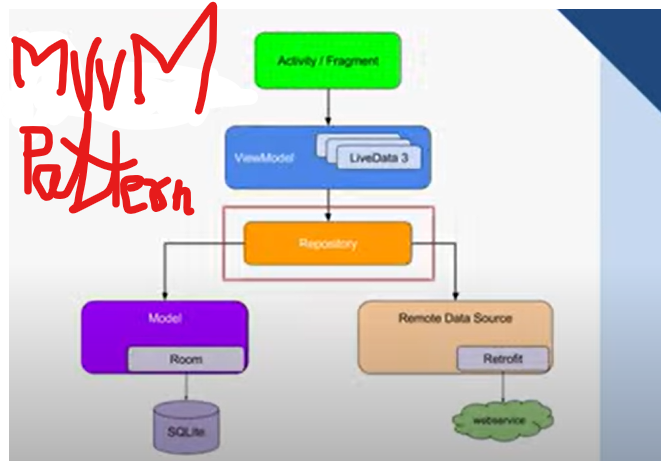 MVVM
Pattern
Activity / Fragment
ViewModel
LiveData 3
Repository
Model
Room
SQLite
Remote Data Source
Retrofit
webservice